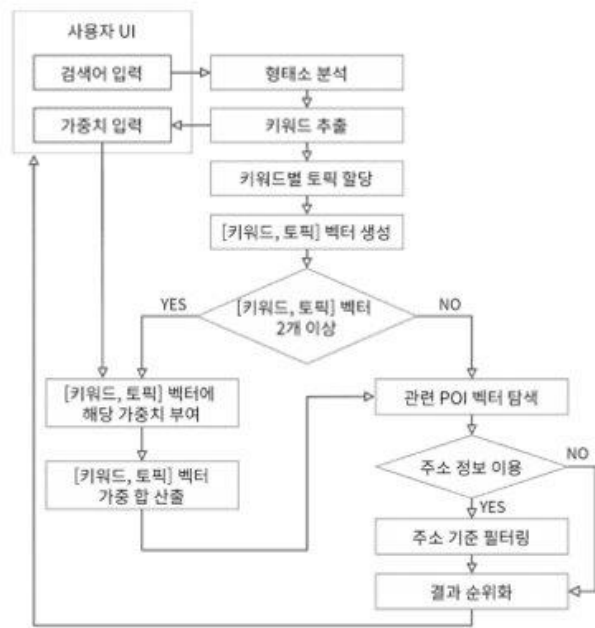 사용자 UI
검색어 입력
형태소 분석
가중치 입력
키워드 추출
키워드별 토픽 할당
[키워드, 토픽] 벡터 생성
YES
[키워드, 토픽] 벡터
2개 이상
NO
[키워드, 토픽] 벡터에
해당 가중치 부여
관련 POI 벡터 탐색
[키워드, 토픽] 벡터
가중 합 산출
주소 정보 이용
NO
YES
주소 기준 필터링
결과 순위화